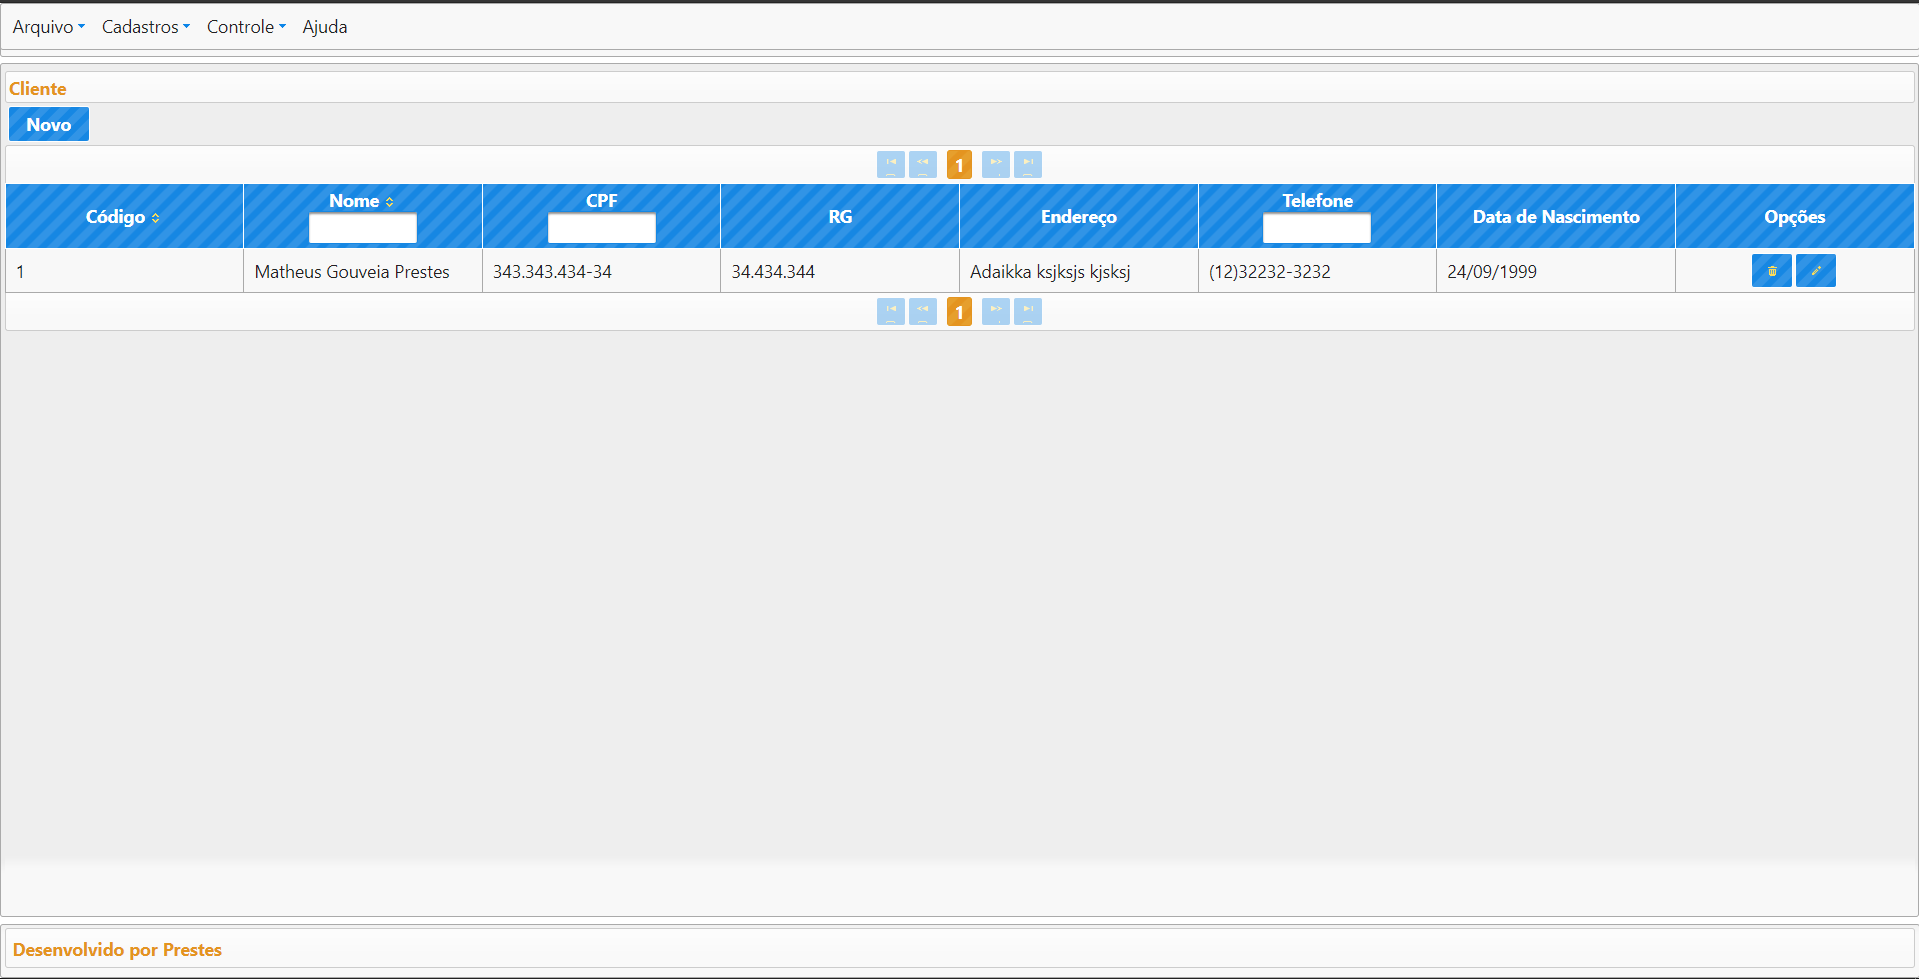 Arquivo Cadastros Controle Ajuda
Cliente
Novo
1
Código Nome CPF RG Endereço Telefone Data de Nascimento Opções
1 Matheus Gouveia Prestes 343.343.434-34 34.434.344 Adaikka ksjksjs kjsksj (12)32232-3232 24/09/1999
1
Desenvolvido por Prestes